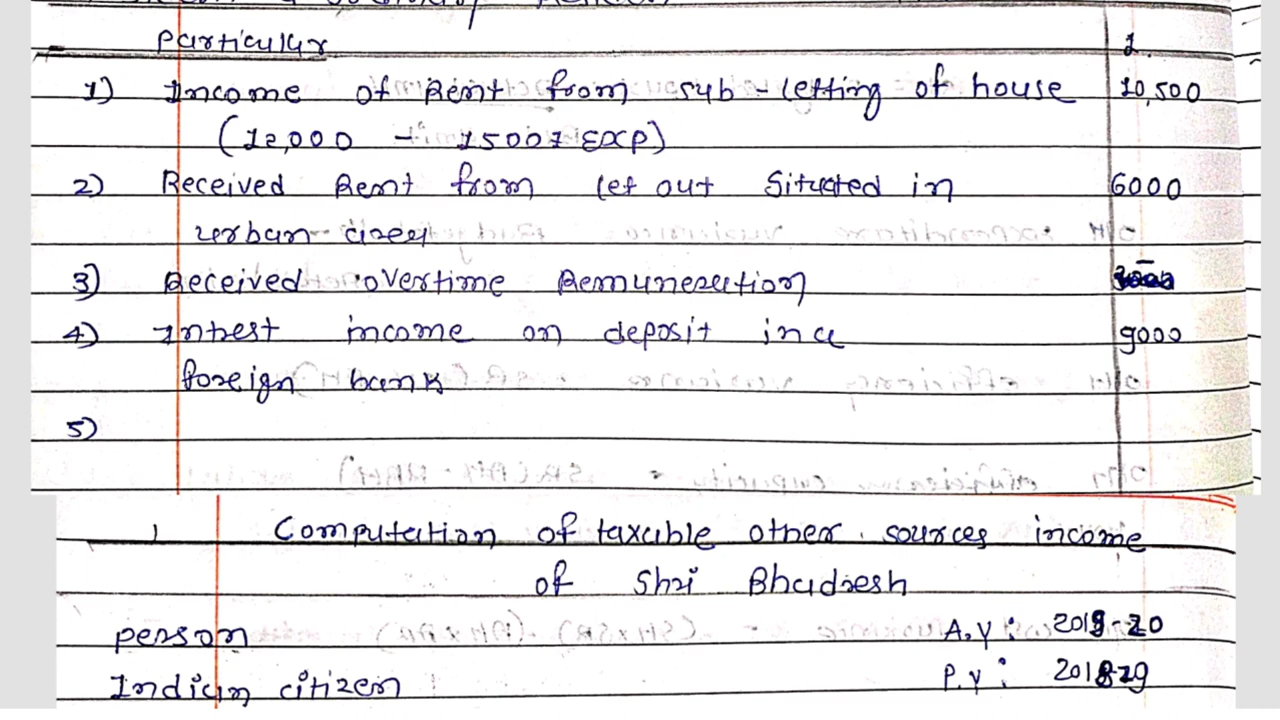 Particular
1) Income of Rent from sub-letting of house 10,500
(12,000 - 1500 Exp)
2) Received Rent from let out situated in 6000
urban area
3) Received overtime Remuneration -
4) Intrest income on deposit in a 9000
foreign bank
5)
Computation of taxable other sources income
of Shri Bhadresh
person A.Y: 2019-20
Indian citizen P.Y: 2018-19